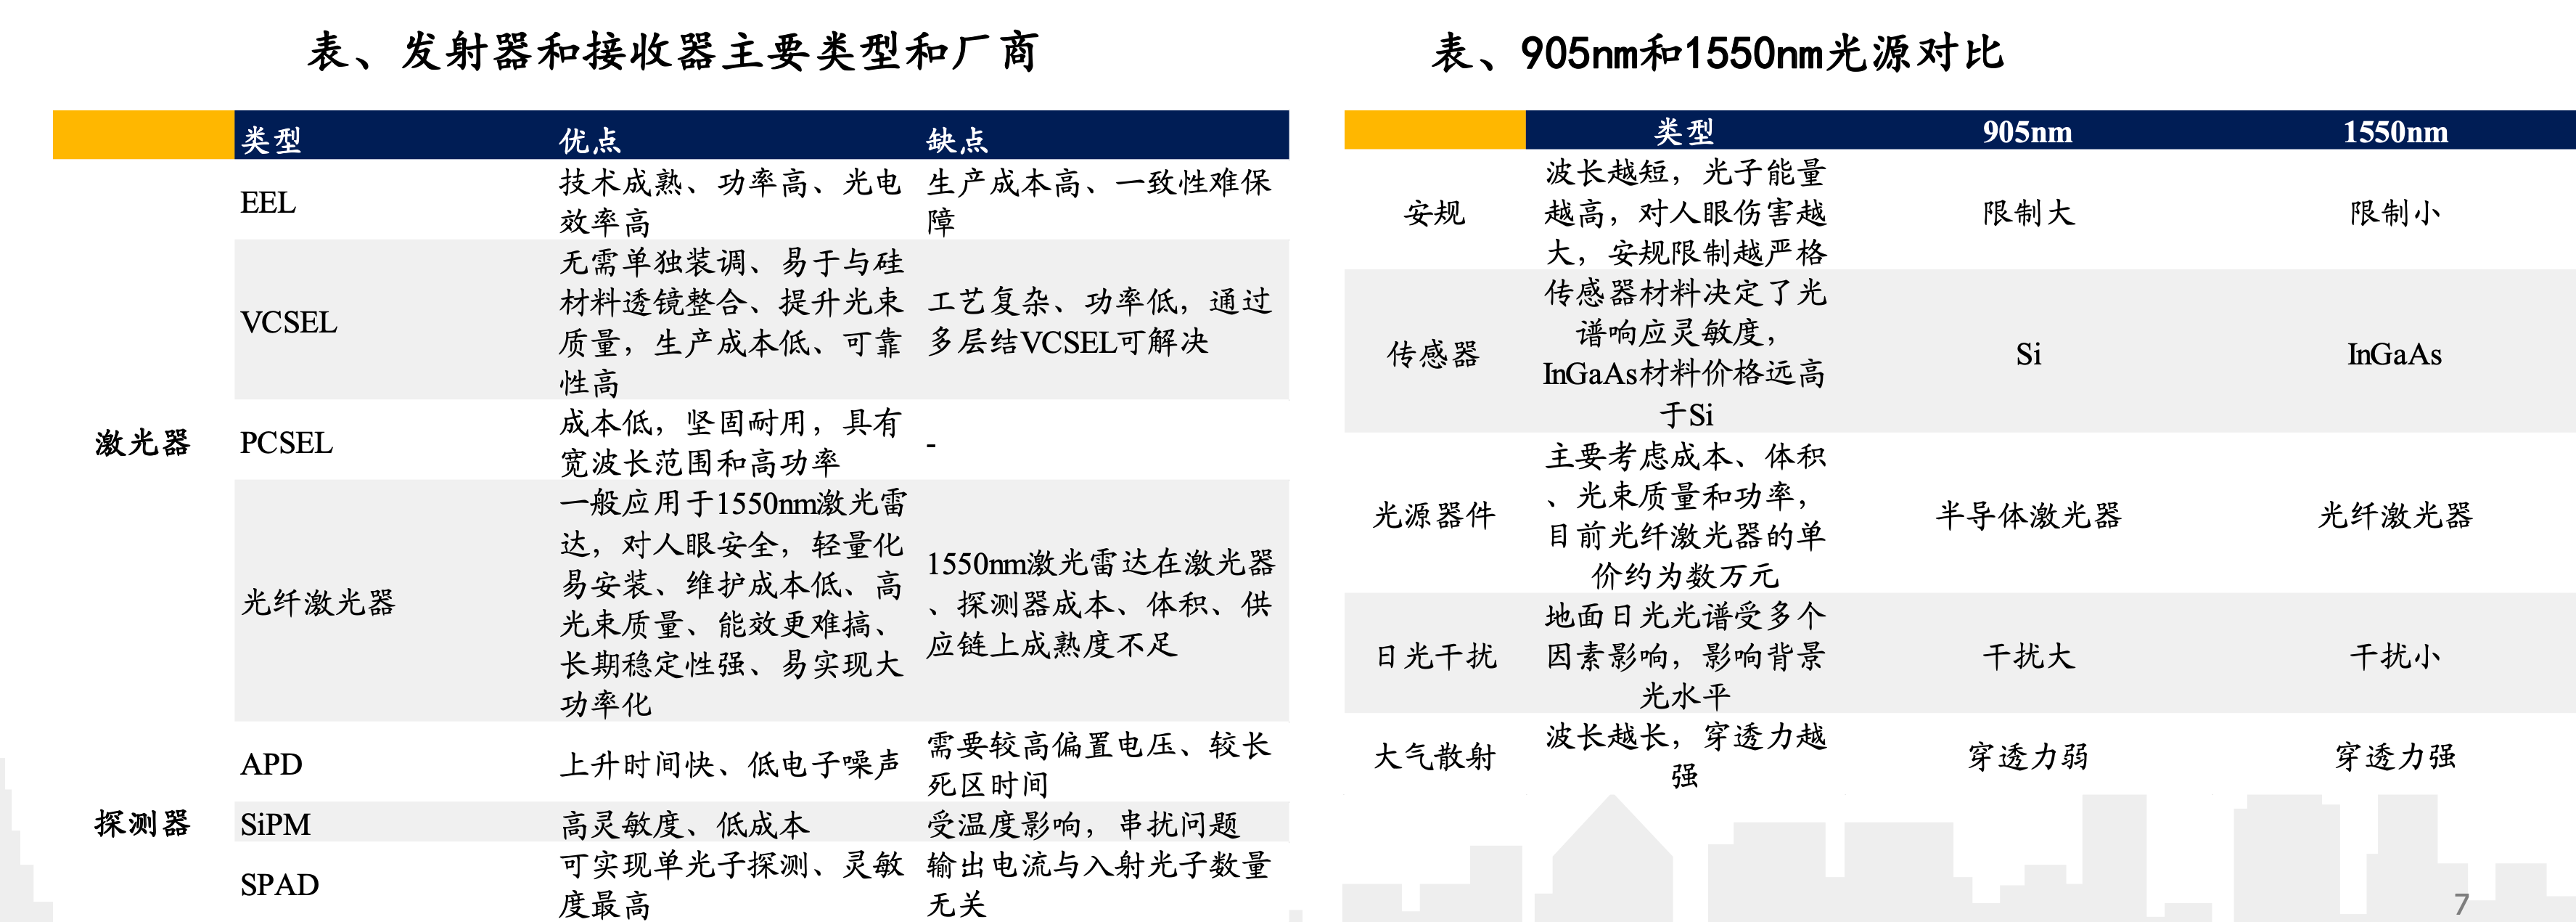 表、发射器和接收器主要类型和厂商
类型
优点
缺点
激光器
EEL
技术成熟、功率高、光电
效率高
生产成本高、一致性难保
障
VCSEL
无需单独装调、易于与硅
材料透镜整合、提升光束
质量，生产成本低、可靠
性高
工艺复杂、功率低，通过
多层结VCSEL可解决
PCSEL
成本低，坚固耐用，具有
宽波长范围和高功率
-
光纤激光器
一般应用于1550nm激光雷
达，对人眼安全，轻量化
易安装、维护成本低、高
光束质量、能效更难搞、
长期稳定性强、易实现大
功率化
1550nm激光雷达在激光器
、探测器成本、体积、供
应链上成熟度不足
探测器
APD
上升时间快、低电子噪声
需要较高偏置电压、较长
死区时间
SiPM
高灵敏度、低成本
受温度影响，串扰问题
SPAD
可实现单光子探测、灵敏
度最高
输出电流与入射光子数量
无关
表、905nm和1550nm光源对比
类型
905nm
1550nm
安规
波长越短，光子能量
越高，对人眼伤害越
大，安规限制越严格
限制大
限制小
传感器
传感器材料决定了光
谱响应灵敏度，
InGaAs材料价格远高
于Si
Si
InGaAs
光源器件
主要考虑成本、体积
、光束质量和功率，
目前光纤激光器的单
价约为数万元
半导体激光器
光纤激光器
日光干扰
地面日光光谱受多个
因素影响，影响背景
光水平
干扰大
干扰小
大气散射
波长越长，穿透力越
强
穿透力弱
穿透力强
7